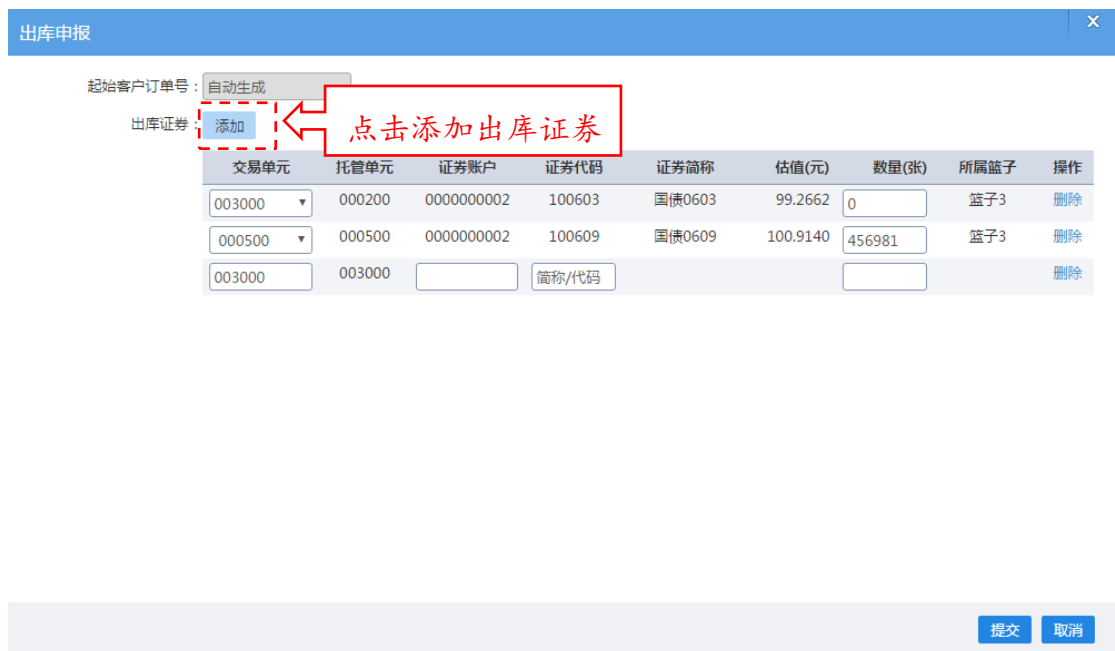 出库申报 X
起始客户订单号： 自动生成
出库证券： 添加 点击添加出库证券
交易单元 托管单元 证券账户 证券代码 证券简称 估值(元) 数量(张) 所属篮子 操作
003000 000200 0000000002 100603 国债0603 99.2662 0 篮子3 删除
000500 000500 0000000002 100609 国债0609 100.9140 456981 篮子3 删除
003000 003000 简称/代码 删除
提交 取消